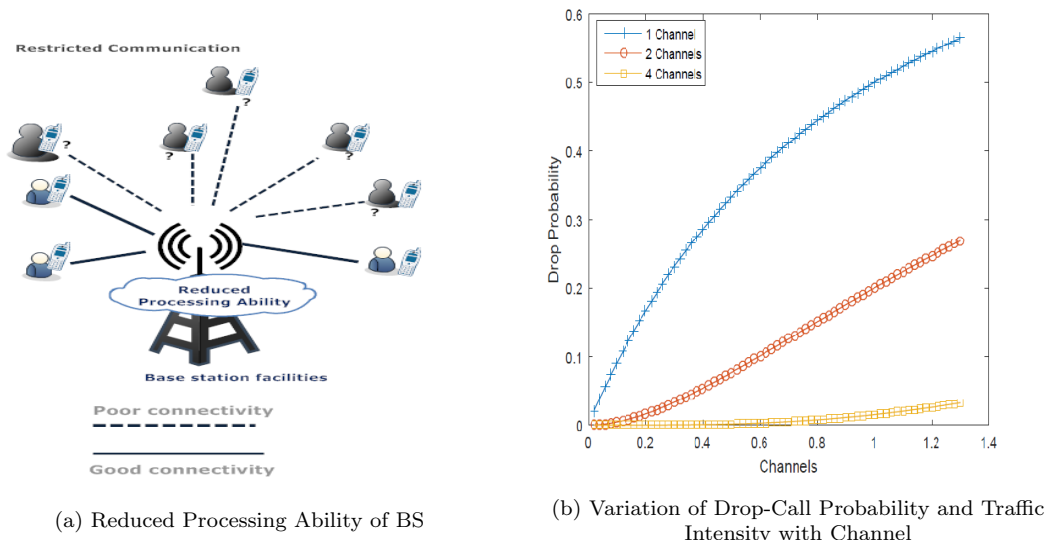 Restricted Communication
?
?
?
?
?
Reduced
Processing Ability
Base station facilities
Poor connectivity
Good connectivity
(a) Reduced Processing Ability of BS
1 Channel
2 Channels
4 Channels
Drop Probability
0.6
0.5
0.4
0.3
0.2
0.1
0
0 0.2 0.4 0.6 0.8 1 1.2 1.4
Channels
(b) Variation of Drop-Call Probability and Traffic
Intensity with Channel